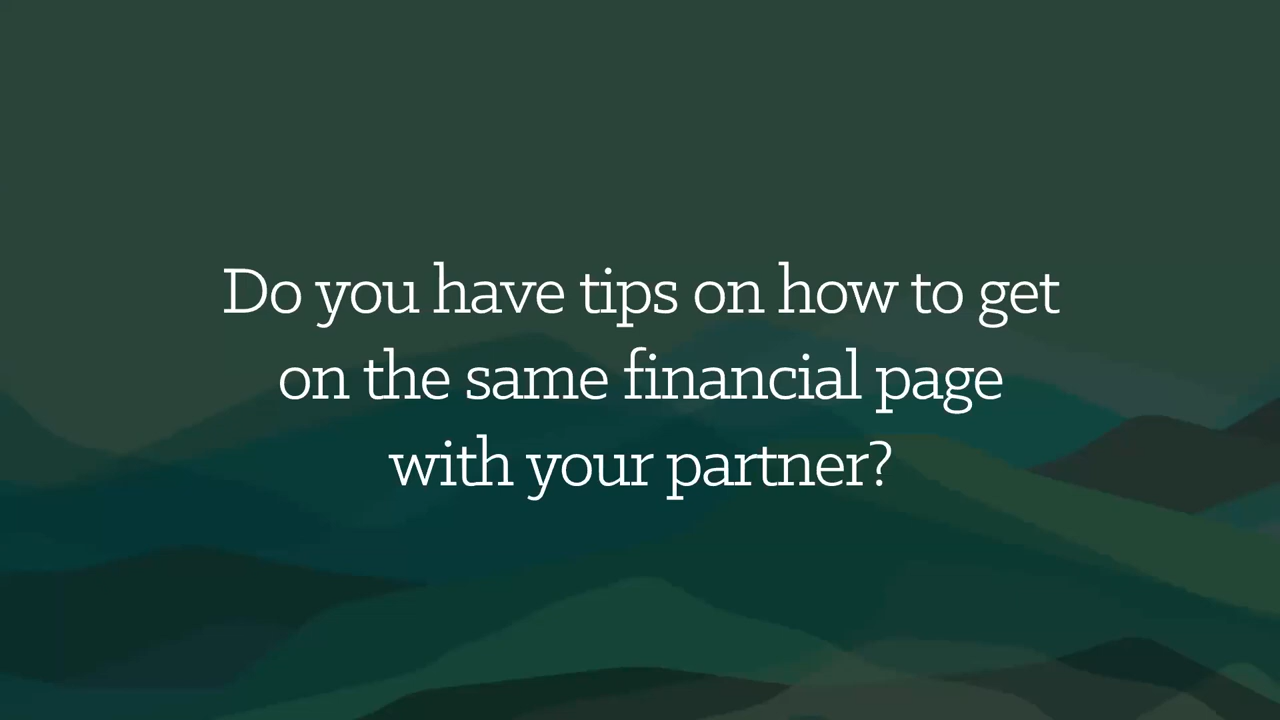 Do you have tips on how to get
on the same financial page
with your partner?